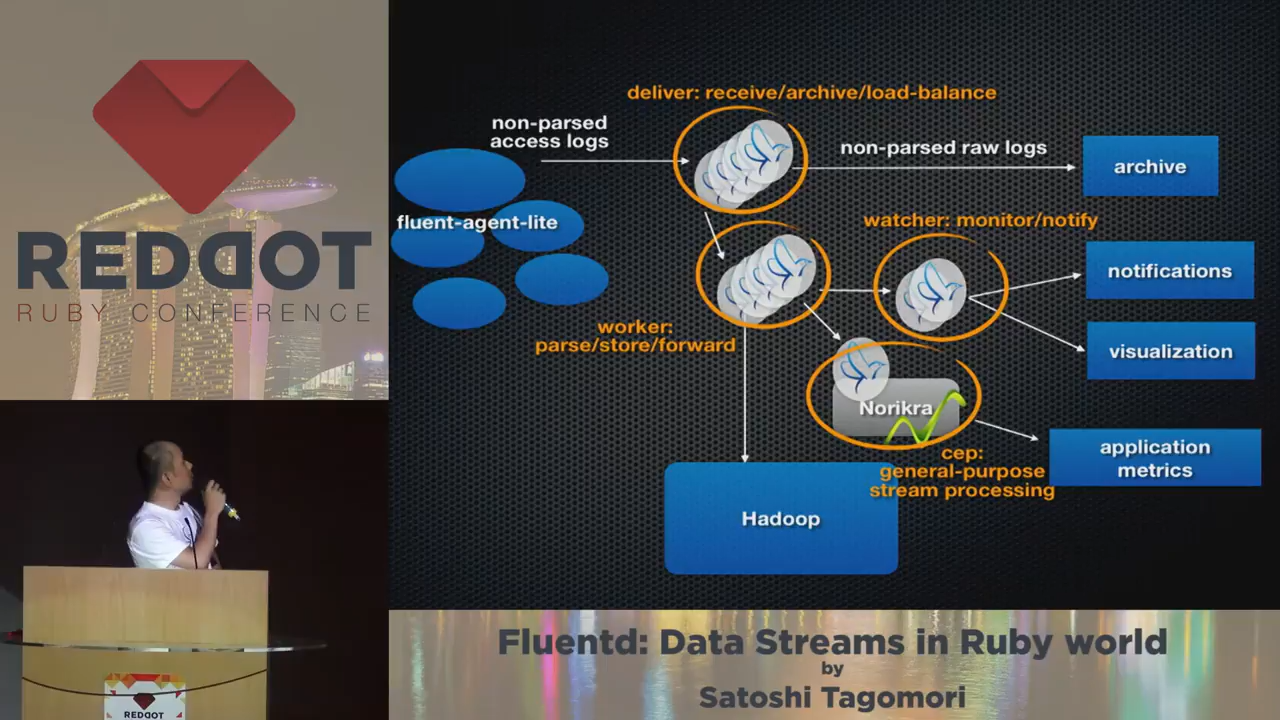 REDDOT
RUBY CONFERENCE
deliver: receive/archive/load-balance
non-parsed
access logs
non-parsed raw logs
archive
fluent-agent-lite
watcher: monitor/notify
notifications
worker:
parse/store/forward
visualization
Norikra
cep:
general-purpose
stream processing
application
metrics
Hadoop
Fluentd: Data Streams in Ruby world
by
Satoshi Tagomori
REDDOT